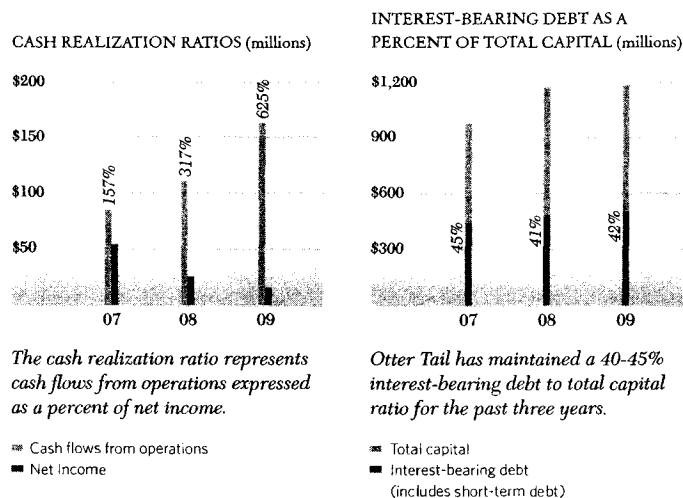 CASH REALIZATION RATIOS (millions)
$200
$150
$100
$50
157%
317%
625%
07
08
09
The cash realization ratio represents
cash flows from operations expressed
as a percent of net income.
Cash flows from operations
Net Income
INTEREST-BEARING DEBT AS A
PERCENT OF TOTAL CAPITAL (millions)
$1,200
900
$600
$300
45%
41%
42%
07
08
09
Otter Tail has maintained a 40-45%
interest-bearing debt to total capital
ratio for the past three years.
Total capital
Interest-bearing debt
(includes short-term debt)